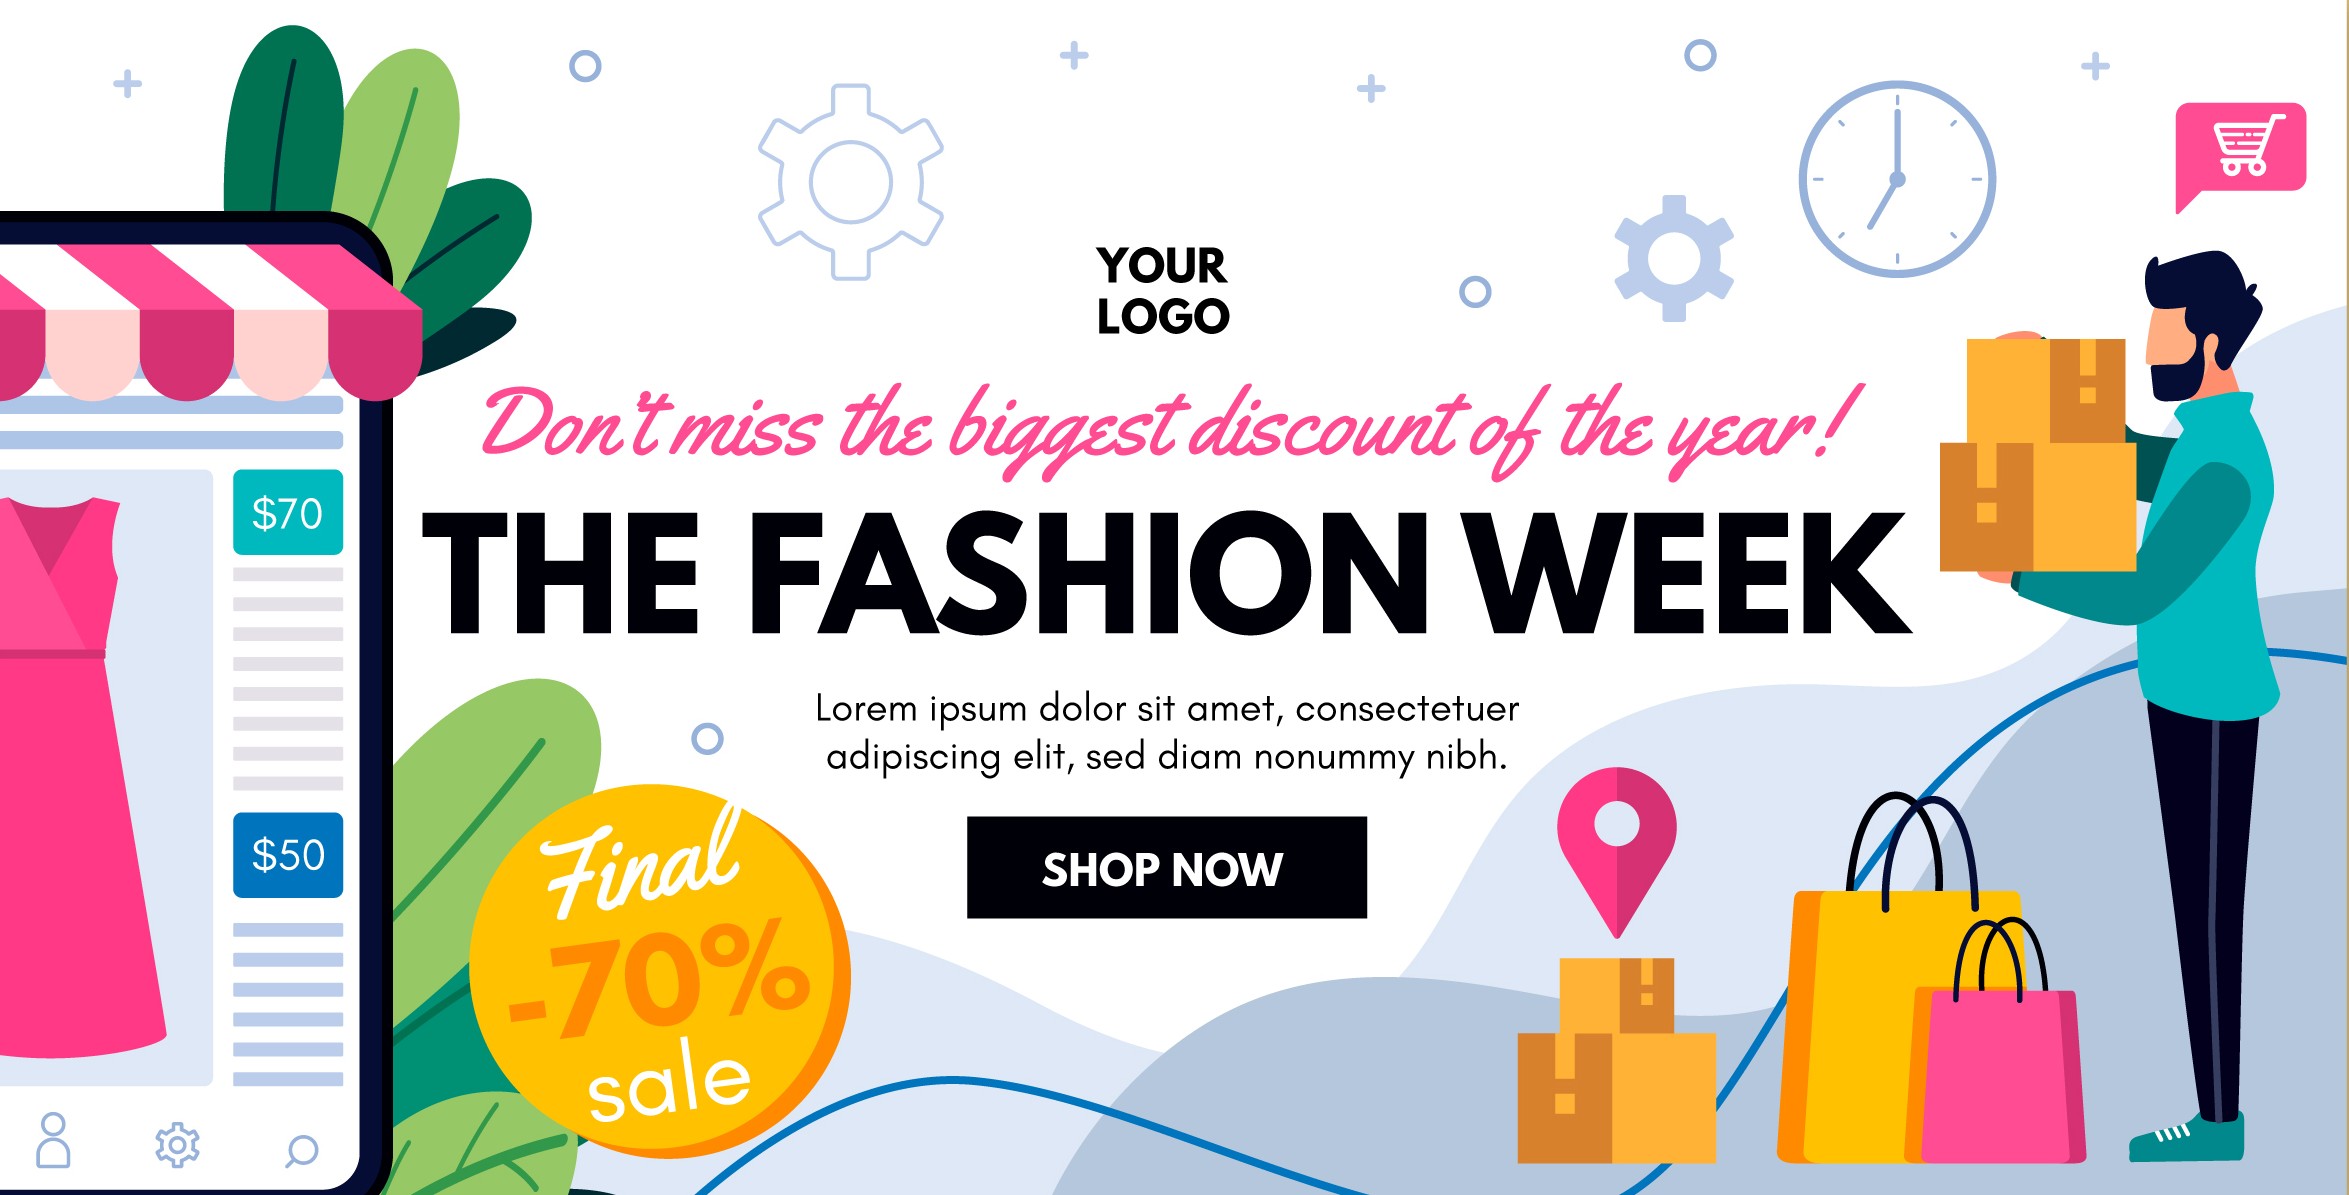 YOUR
LOGO
Don't miss the biggest discount of the year!
THE FASHION WEEK
$70
Lorem ipsum dolor sit amet, consectetuer
adipiscing elit, sed diam nonummy nibh.
$50
SHOP NOW
Final
-70%
sale